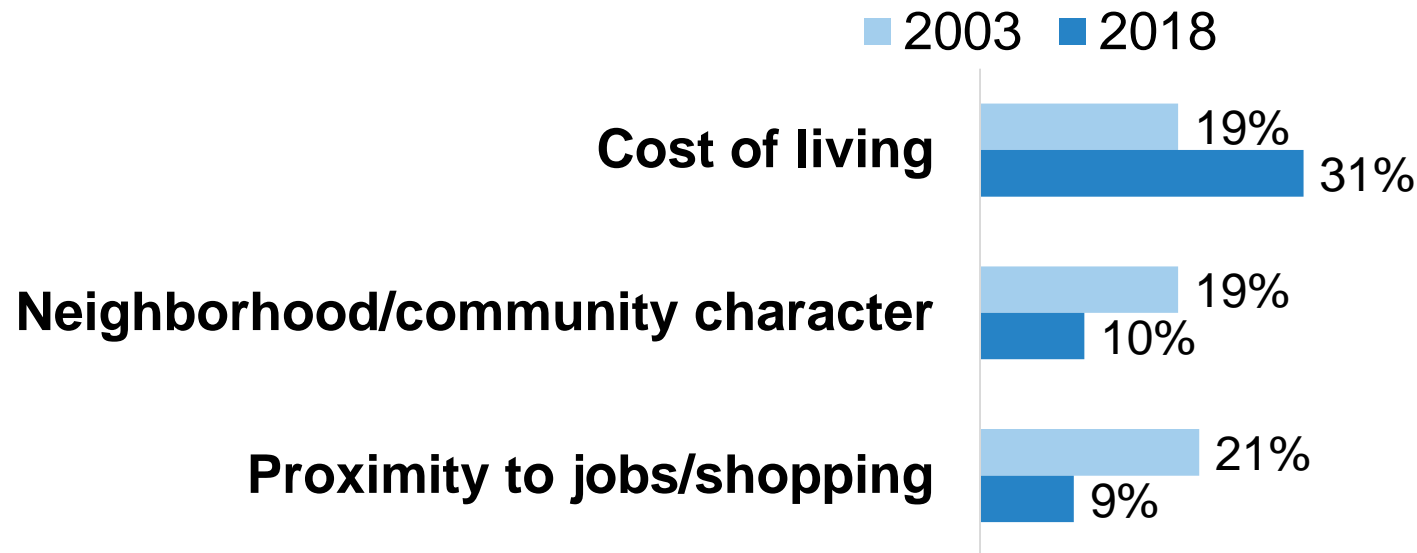 2003 2018
Cost of living
19%
31%
Neighborhood/community character
19%
10%
Proximity to jobs/shopping
21%
9%